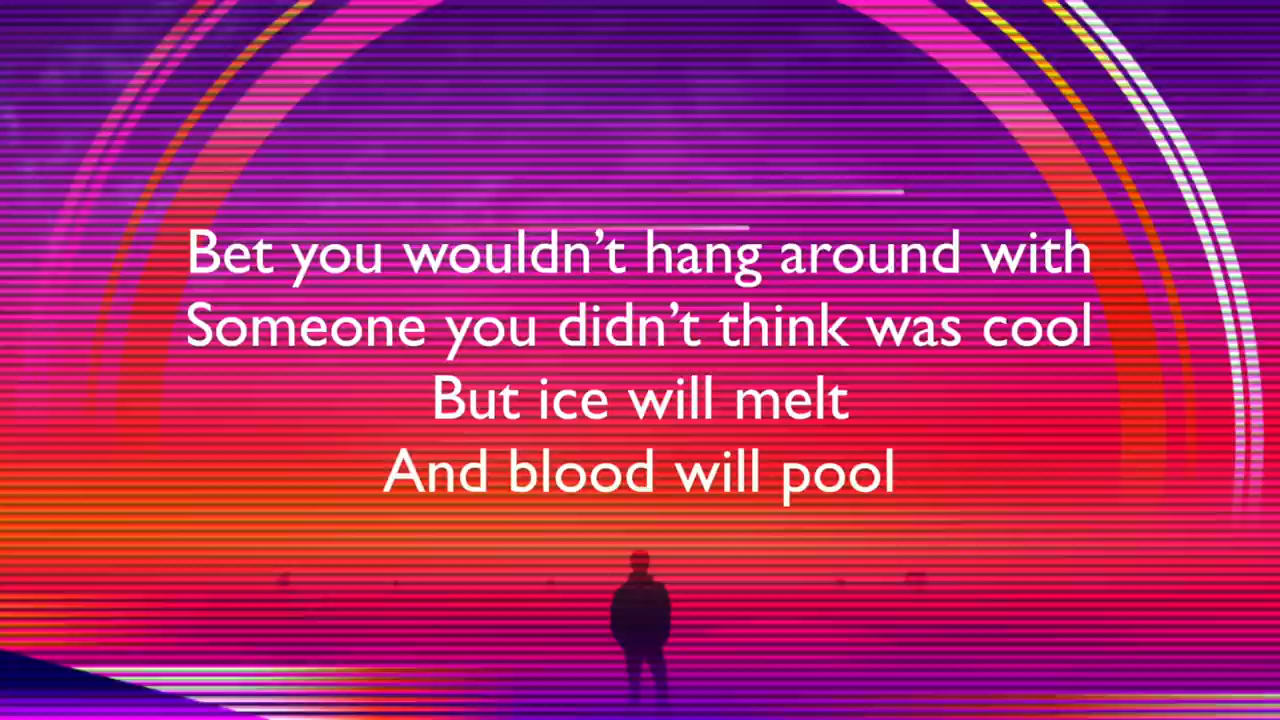 Bet you wouldn’t hang around with
Someone you didn’t think was cool
But ice will melt
And blood will pool